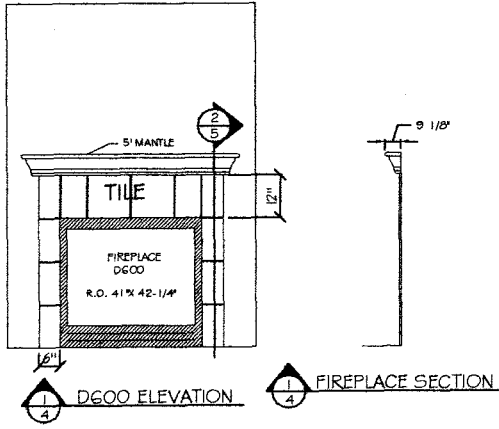 2
5
9 1/8"
5' MANTLE
TILE
12"
FIREPLACE
D600
R.O. 41"X 42-1/4"
6"
1
4
D600 ELEVATION
1
4
FIREPLACE SECTION